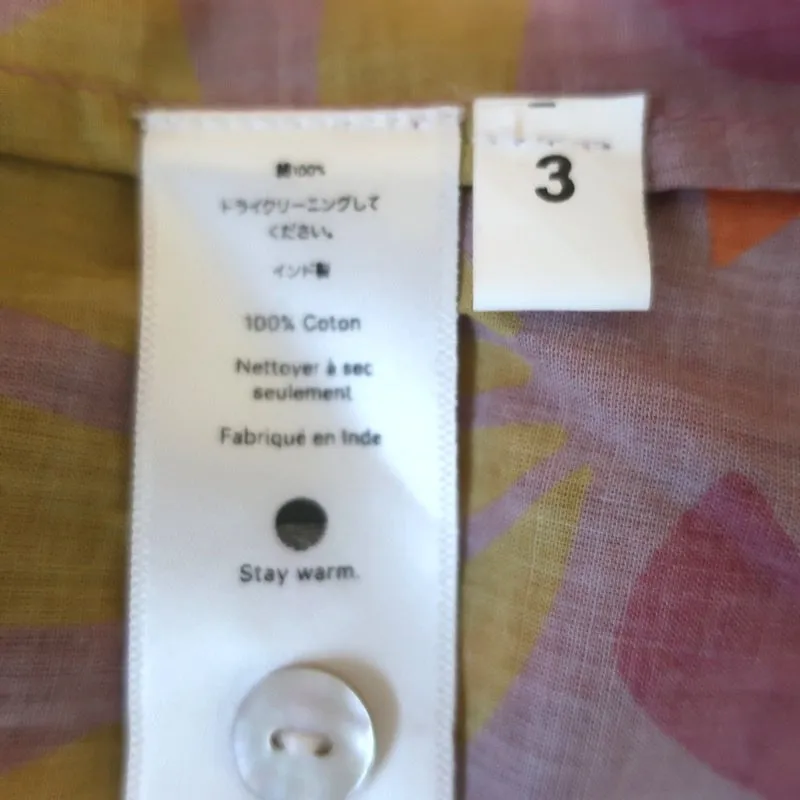 綿100%
ドライクリーニングして
ください。
インド製
100% Coton
Nettoyer à sec
seulement
Fabriqué en Inde
Stay warm.
3